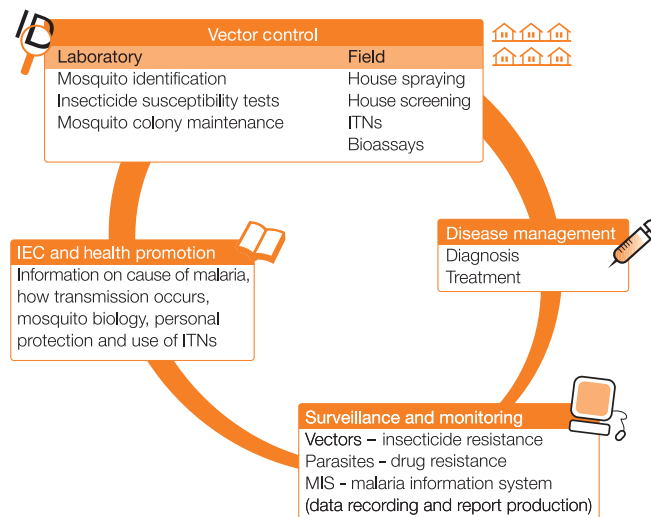 ID
Vector control
Laboratory Field
Mosquito identification House spraying
Insecticide susceptibility tests House screening
Mosquito colony maintenance ITNs
Bioassays
IEC and health promotion
Information on cause of malaria,
how transmission occurs,
mosquito biology, personal
protection and use of ITNs
Disease management
Diagnosis
Treatment
Surveillance and monitoring
Vectors – insecticide resistance
Parasites - drug resistance
MIS - malaria information system
(data recording and report production)